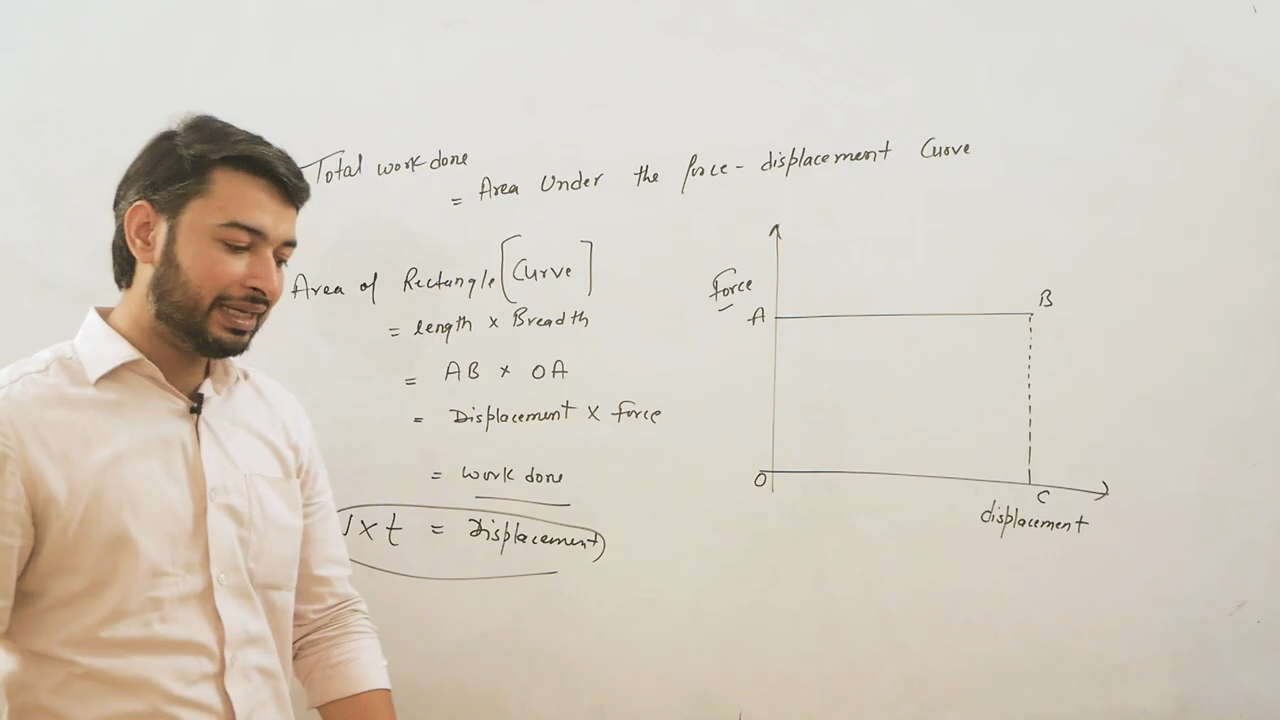 Total work done
= Area Under the force - displacement Curve
Area of Rectangle [Curve]
= length × Breadth
= AB × OA
= Displacement × force
= work done
× t = Displacement
Force
A
B
O
C
displacement